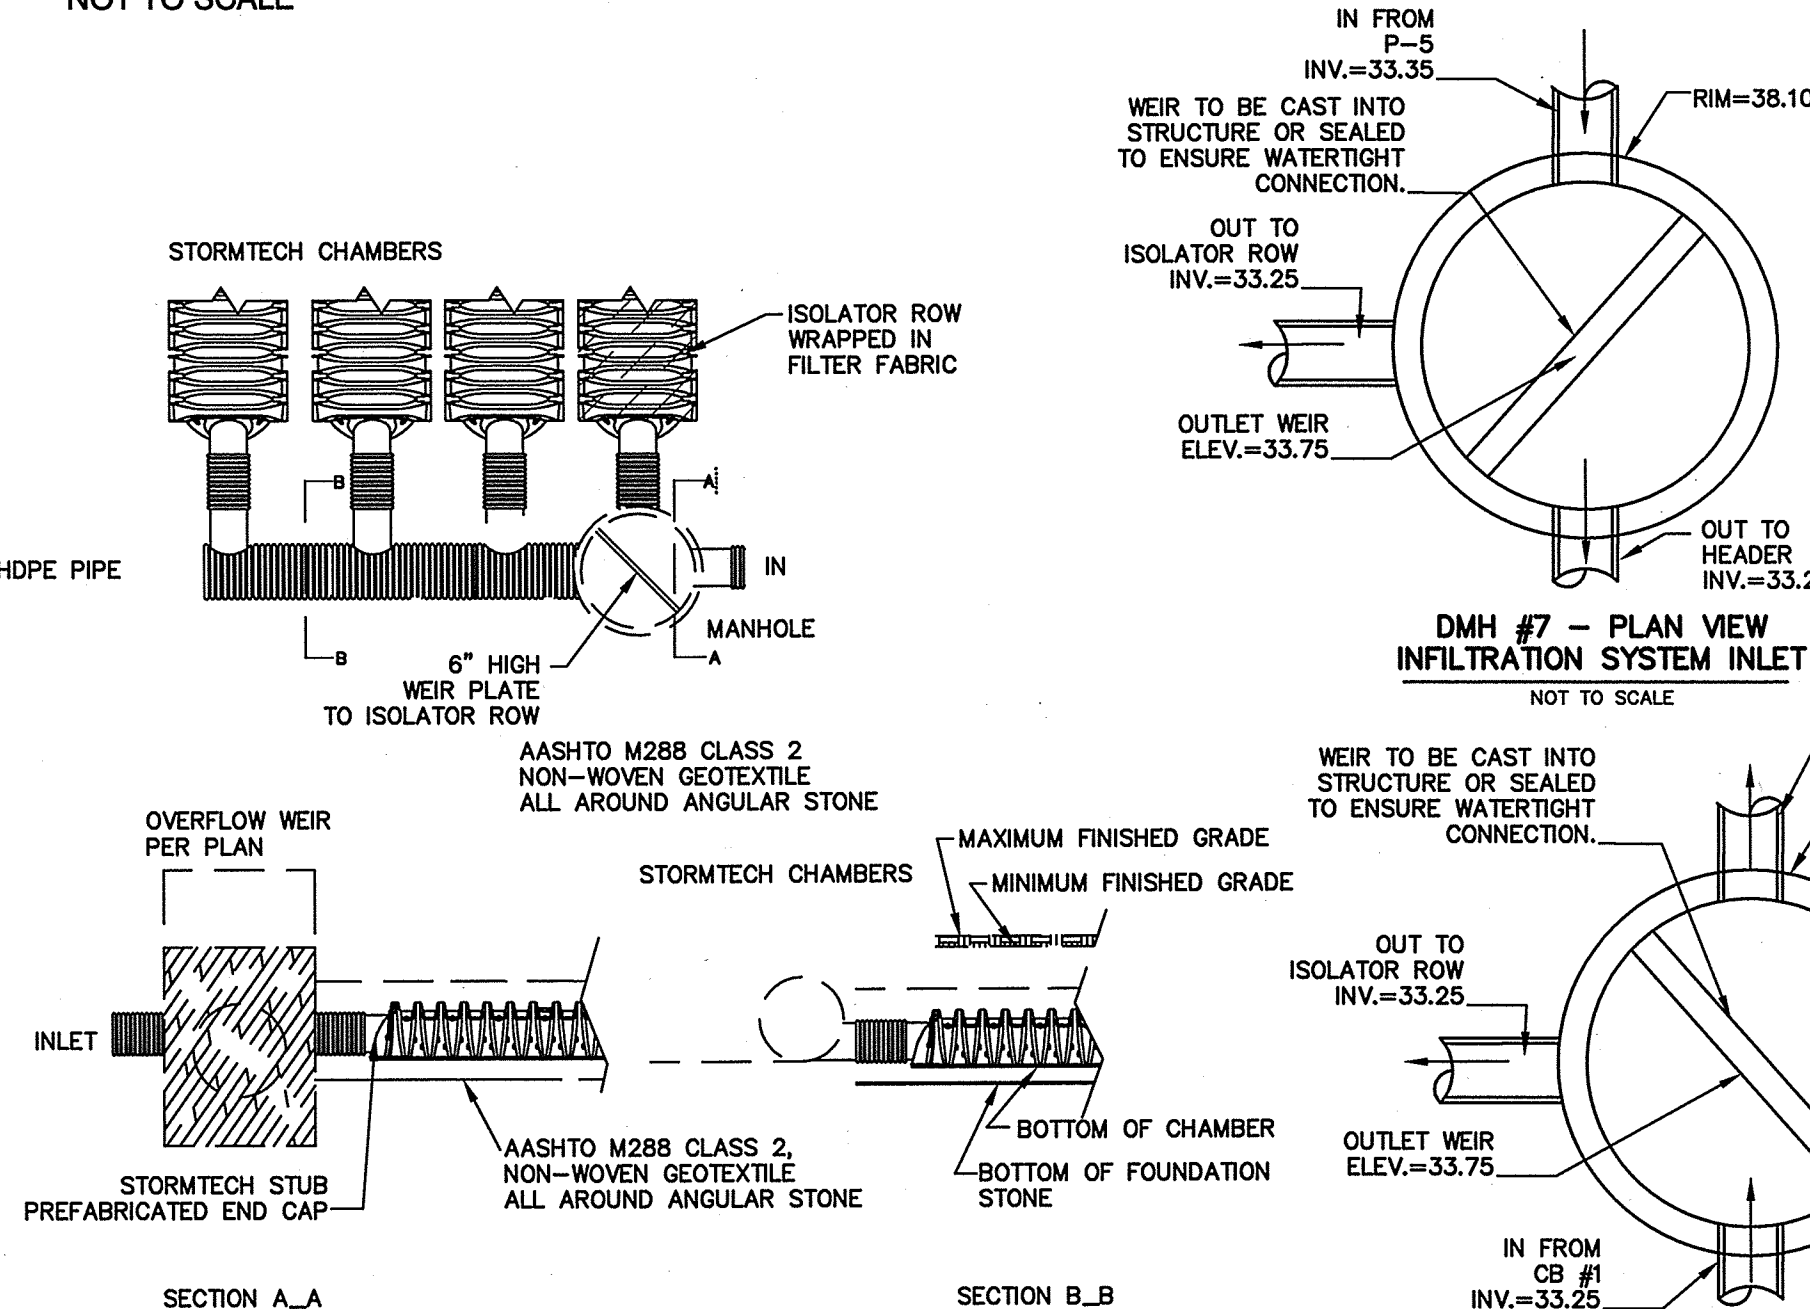 NOT TO SCALE
STORMTECH CHAMBERS
ISOLATOR ROW
WRAPPED IN
FILTER FABRIC
B
A
HDPE PIPE
IN
MANHOLE
B
A
6" HIGH
WEIR PLATE
TO ISOLATOR ROW
AASHTO M288 CLASS 2
NON-WOVEN GEOTEXTILE
ALL AROUND ANGULAR STONE
OVERFLOW WEIR
PER PLAN
INLET
STORMTECH STUB
PREFABRICATED END CAP
AASHTO M288 CLASS 2,
NON-WOVEN GEOTEXTILE
ALL AROUND ANGULAR STONE
SECTION A_A
STORMTECH CHAMBERS
MAXIMUM FINISHED GRADE
MINIMUM FINISHED GRADE
BOTTOM OF CHAMBER
BOTTOM OF FOUNDATION
STONE
SECTION B_B
IN FROM
P-5
INV.=33.35
RIM=38.10
WEIR TO BE CAST INTO
STRUCTURE OR SEALED
TO ENSURE WATERTIGHT
CONNECTION.
OUT TO
ISOLATOR ROW
INV.=33.25
OUTLET WEIR
ELEV.=33.75
OUT TO
HEADER
INV.=33.2
DMH #7 - PLAN VIEW
INFILTRATION SYSTEM INLET
NOT TO SCALE
WEIR TO BE CAST INTO
STRUCTURE OR SEALED
TO ENSURE WATERTIGHT
CONNECTION.
OUT TO
ISOLATOR ROW
INV.=33.25
OUTLET WEIR
ELEV.=33.75
IN FROM
CB #1
INV.=33.25